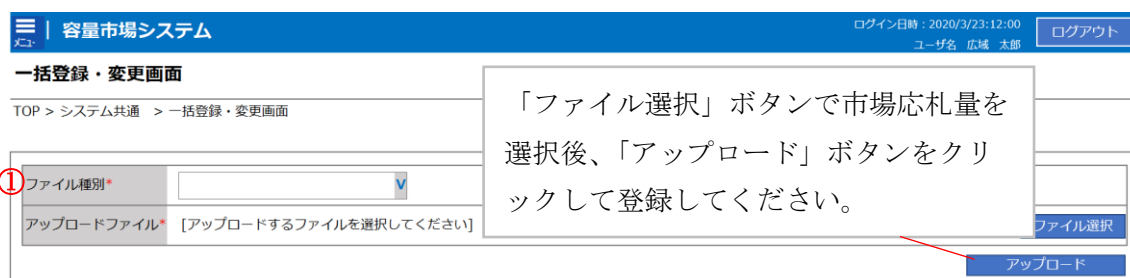 メニュー 容量市場システム ログイン日時：2020/3/23:12:00 ログアウト
ユーザ名 広域 太郎
一括登録・変更画面
TOP > システム共通 > 一括登録・変更画面
「ファイル選択」ボタンで市場応札量を
選択後、「アップロード」ボタンをクリ
ックして登録してください。
① ファイル種別* V
アップロードファイル* [アップロードするファイルを選択してください] ファイル選択
アップロード